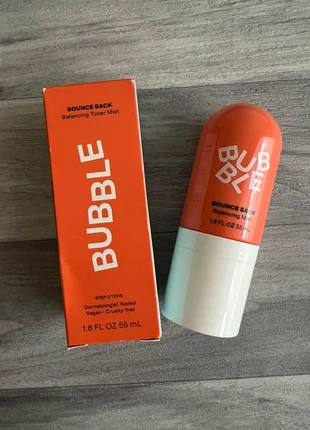 BOUNCE BACK
Balancing Toner Mist
BUBBLE
STEP 2 TONE
Dermatologist Tested
Vegan • Cruelty-free
1.8 FL OZ 55 mL
BUB
BLE
BOUNCE BACK
Balancing Mist
1.8 FL OZ 55 mL